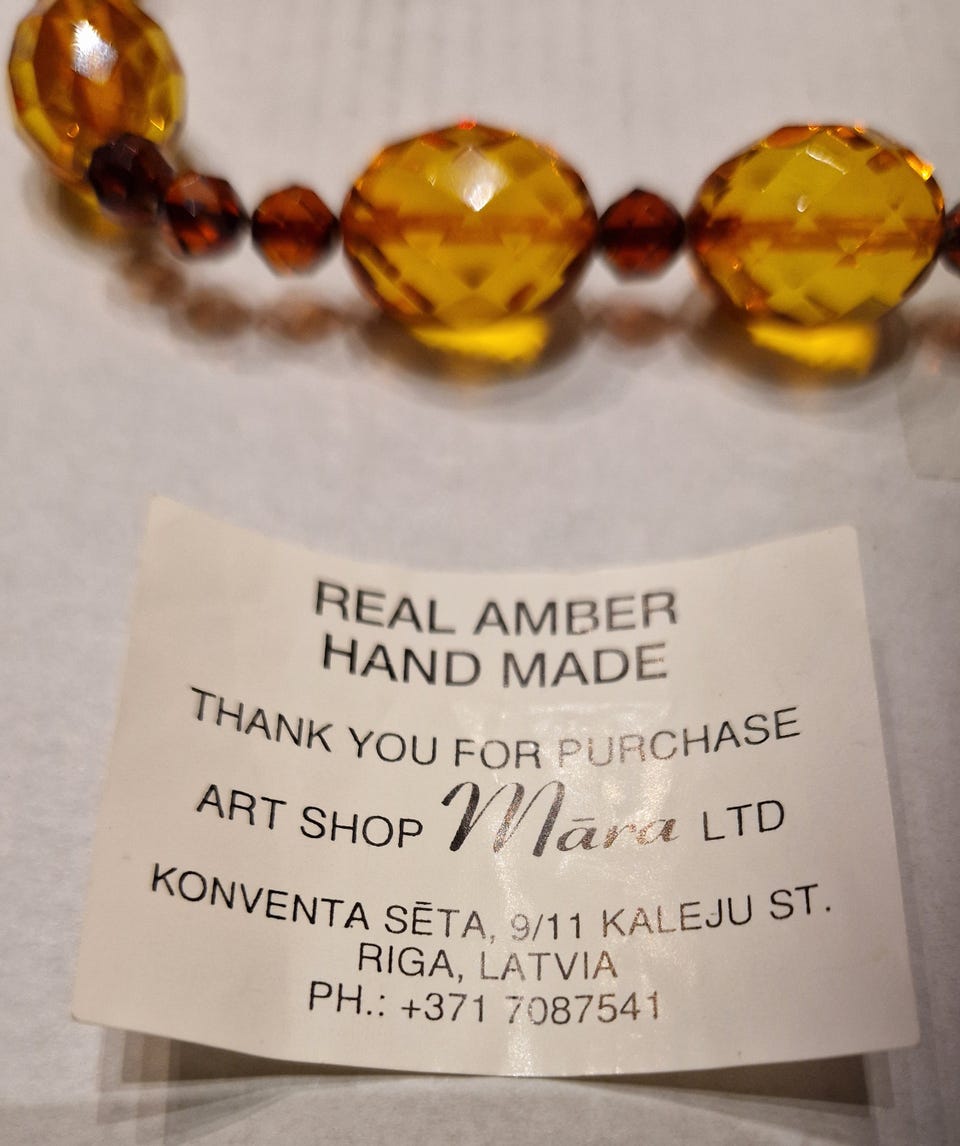 REAL AMBER
HAND MADE
THANK YOU FOR PURCHASE
ART SHOP Māra LTD
KONVENTA SĒTA, 9/11 KALEJU ST.
RIGA, LATVIA
PH.: +371 7087541